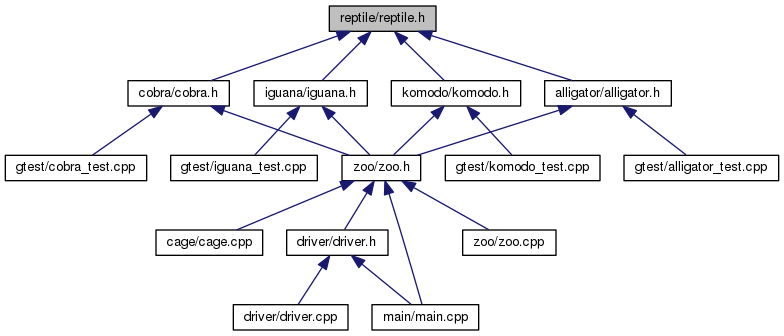 reptile/reptile.h
cobra/cobra.h
iguana/iguana.h
komodo/komodo.h
alligator/alligator.h
gtest/cobra_test.cpp
gtest/iguana_test.cpp
zoo/zoo.h
gtest/komodo_test.cpp
gtest/alligator_test.cpp
cage/cage.cpp
driver/driver.h
zoo/zoo.cpp
driver/driver.cpp
main/main.cpp